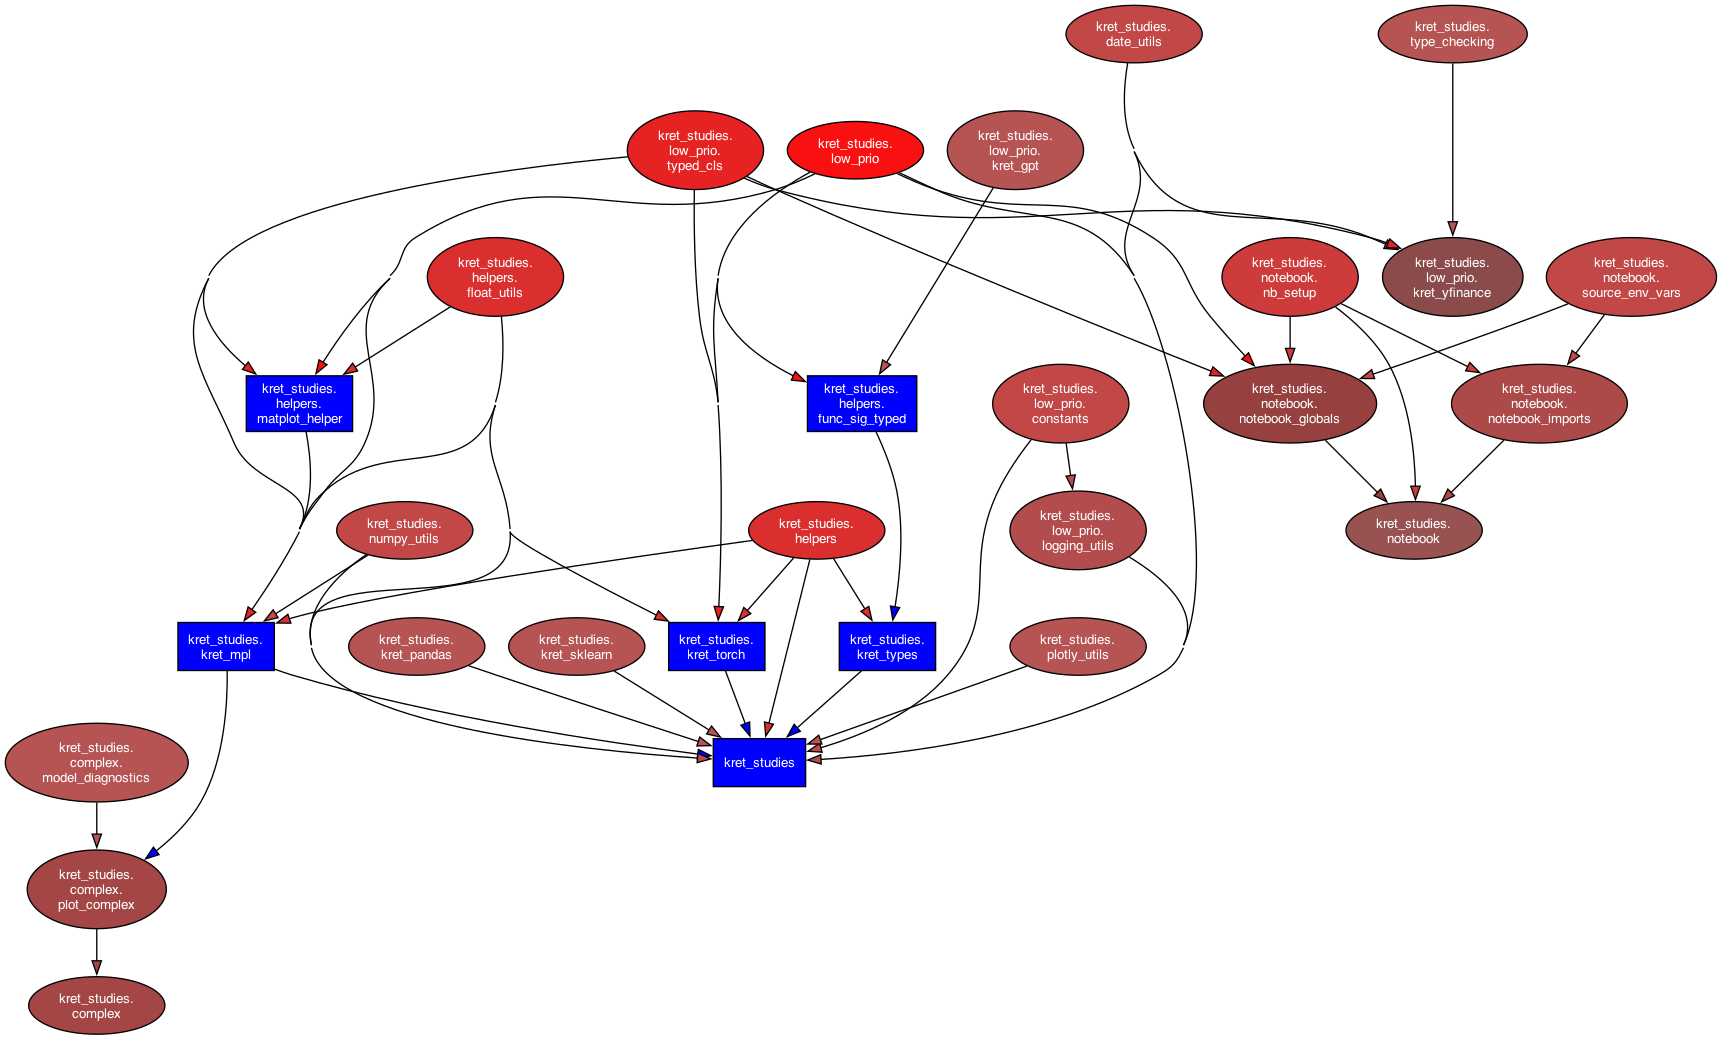 kret_studies.
date_utils
kret_studies.
type_checking
kret_studies.
low_prio.
typed_cls
kret_studies.
low_prio
kret_studies.
low_prio.
kret_gpt
kret_studies.
helpers.
float_utils
kret_studies.
notebook.
nb_setup
kret_studies.
low_prio.
kret_yfinance
kret_studies.
notebook.
source_env_vars
kret_studies.
helpers.
matplot_helper
kret_studies.
helpers.
func_sig_typed
kret_studies.
low_prio.
constants
kret_studies.
notebook.
notebook_globals
kret_studies.
notebook.
notebook_imports
kret_studies.
numpy_utils
kret_studies.
helpers
kret_studies.
low_prio.
logging_utils
kret_studies.
notebook
kret_studies.
kret_mpl
kret_studies.
kret_pandas
kret_studies.
kret_sklearn
kret_studies.
kret_torch
kret_studies.
kret_types
kret_studies.
plotly_utils
kret_studies.
complex.
model_diagnostics
kret_studies
kret_studies.
complex.
plot_complex
kret_studies.
complex